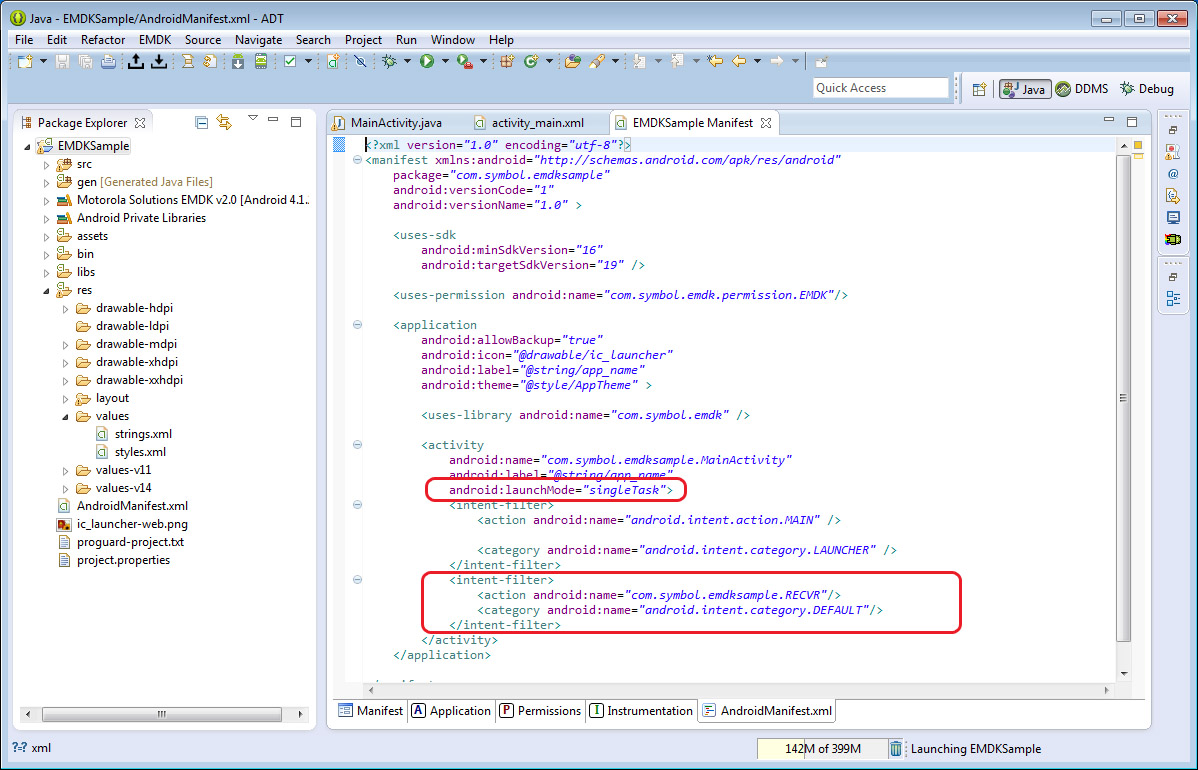 Java - EMDKSample/AndroidManifest.xml - ADT
File Edit Refactor EMDK Source Navigate Search Project Run Window Help
Quick Access
Java DDMS Debug
Package Explorer
EMDKSample
src
gen [Generated Java Files]
Motorola Solutions EMDK v2.0 [Android 4.1..
Android Private Libraries
assets
bin
libs
res
drawable-hdpi
drawable-ldpi
drawable-mdpi
drawable-xhdpi
drawable-xxhdpi
layout
values
strings.xml
styles.xml
values-v11
values-v14
AndroidManifest.xml
ic_launcher-web.png
proguard-project.txt
project.properties
MainActivity.java activity_main.xml EMDKSample Manifest
<?xml version="1.0" encoding="utf-8"?>
<manifest xmlns:android="http://schemas.android.com/apk/res/android"
package="com.symbol.emdksample"
android:versionCode="1"
android:versionName="1.0" >
<uses-sdk
android:minSdkVersion="16"
android:targetSdkVersion="19" />
<uses-permission android:name="com.symbol.emdk.permission.EMDK"/>
<application
android:allowBackup="true"
android:icon="@drawable/ic_launcher"
android:label="@string/app_name"
android:theme="@style/AppTheme" >
<uses-library android:name="com.symbol.emdk" />
<activity
android:name="com.symbol.emdksample.MainActivity"
android:label="@string/app_name"
android:launchMode="singleTask">
<intent-filter>
<action android:name="android.intent.action.MAIN" />
<category android:name="android.intent.category.LAUNCHER" />
</intent-filter>
<intent-filter>
<action android:name="com.symbol.emdksample.RECVR"/>
<category android:name="android.intent.category.DEFAULT"/>
</intent-filter>
</activity>
</application>
Manifest A Application P Permissions I Instrumentation AndroidManifest.xml
xml
142M of 399M
Launching EMDKSample